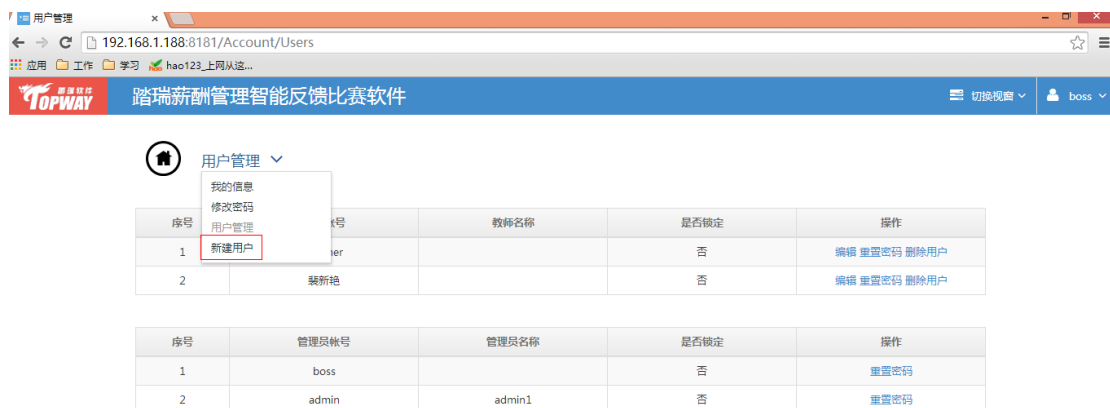 用户管理
192.168.1.188:8181/Account/Users
应用 工作 学习 hao123_上网从这...
踏瑞软件 TOPWAY 踏瑞薪酬管理智能反馈比赛软件 切换视窗 boss
用户管理
我的信息
修改密码
用户管理
新建用户
序号 帐号 教师名称 是否锁定 操作
1 her 否 编辑 重置密码 删除用户
2 裴新艳 否 编辑 重置密码 删除用户
序号 管理员帐号 管理员名称 是否锁定 操作
1 boss 否 重置密码
2 admin admin1 否 重置密码